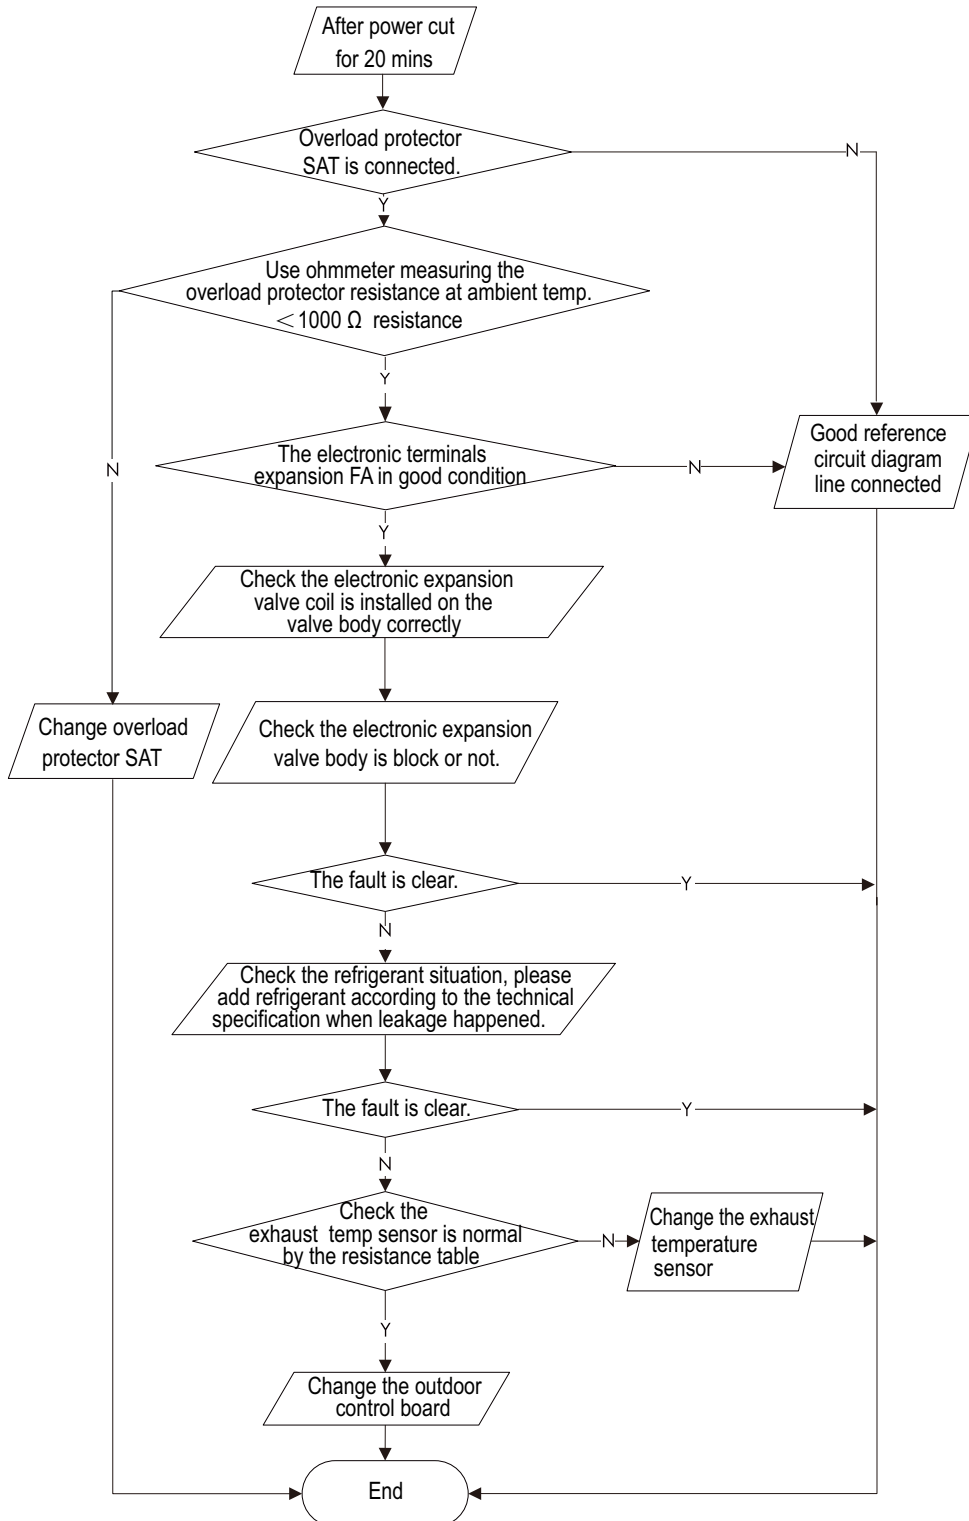 After power cut
for 20 mins
Overload protector
SAT is connected.
N
Y
Use ohmmeter measuring the
overload protector resistance at ambient temp.
＜1000 Ω resistance
Y
N
The electronic terminals
expansion FA in good condition
N
Good reference
circuit diagram
line connected
Y
Check the electronic expansion
valve coil is installed on the
valve body correctly
Change overload
protector SAT
Check the electronic expansion
valve body is block or not.
The fault is clear.
Y
N
Check the refrigerant situation, please
add refrigerant according to the technical
specification when leakage happened.
The fault is clear.
Y
N
Check the
exhaust temp sensor is normal
by the resistance table
N
Change the exhaust
temperature
sensor
Y
Change the outdoor
control board
End